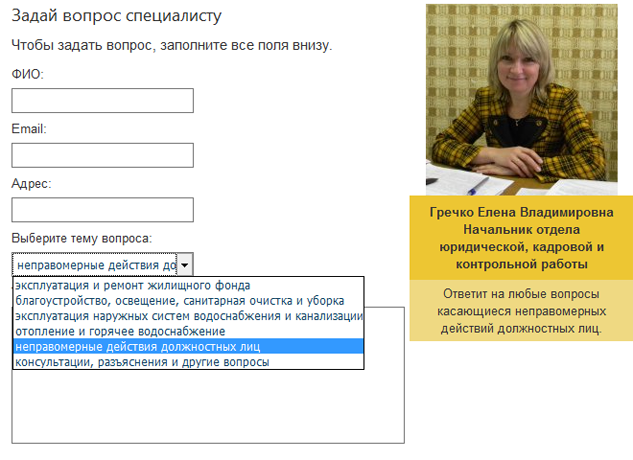 Задай вопрос специалисту
Чтобы задать вопрос, заполните все поля внизу.
ФИО:
Email:
Адрес:
Выберите тему вопроса:
неправомерные действия до
эксплуатация и ремонт жилищного фонда
благоустройство, освещение, санитарная очистка и уборка
эксплуатация наружных систем водоснабжения и канализации
отопление и горячее водоснабжение
неправомерные действия должностных лиц
консультации, разъяснения и другие вопросы
Гречко Елена Владимировна
Начальник отдела
юридической, кадровой и
контрольной работы
Ответит на любые вопросы
касающиеся неправомерных
действий должностных лиц.